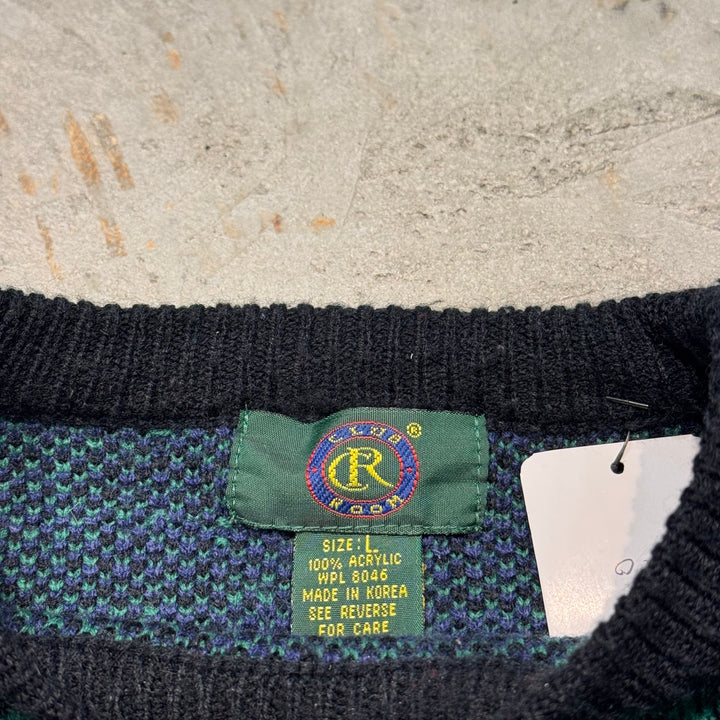 CLUB ®
CR
ROOM
SIZE: L
100% ACRYLIC
WPL 8046
MADE IN KOREA
SEE REVERSE
FOR CARE